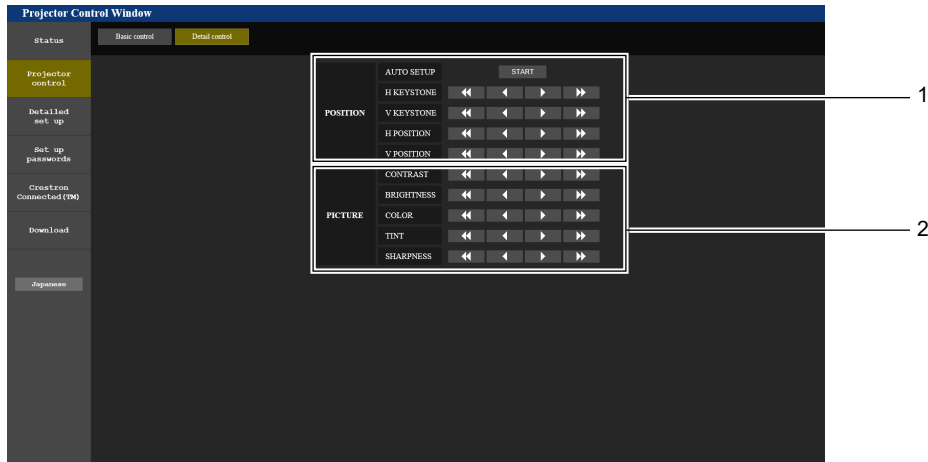 Projector Control Window
Status
Basic control
Detail control
Projector
control
Detailed
set up
Set up
passwords
Crestron
Connected(TM)
Download
Japanese
POSITION
AUTO SETUP
START
H KEYSTONE
V KEYSTONE
H POSITION
V POSITION
PICTURE
CONTRAST
BRIGHTNESS
COLOR
TINT
SHARPNESS
1
2